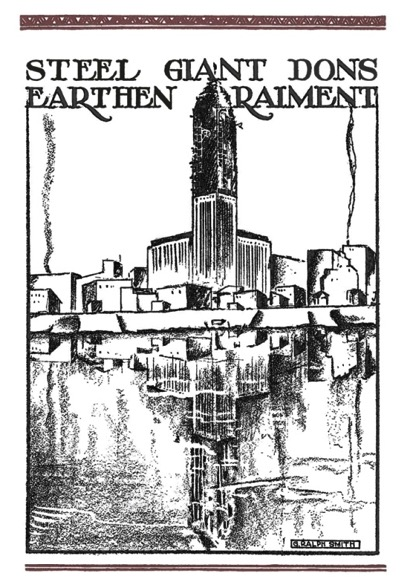 STEEL GIANT DONS
EARTHEN RAIMENT
G. RALPH SMITH